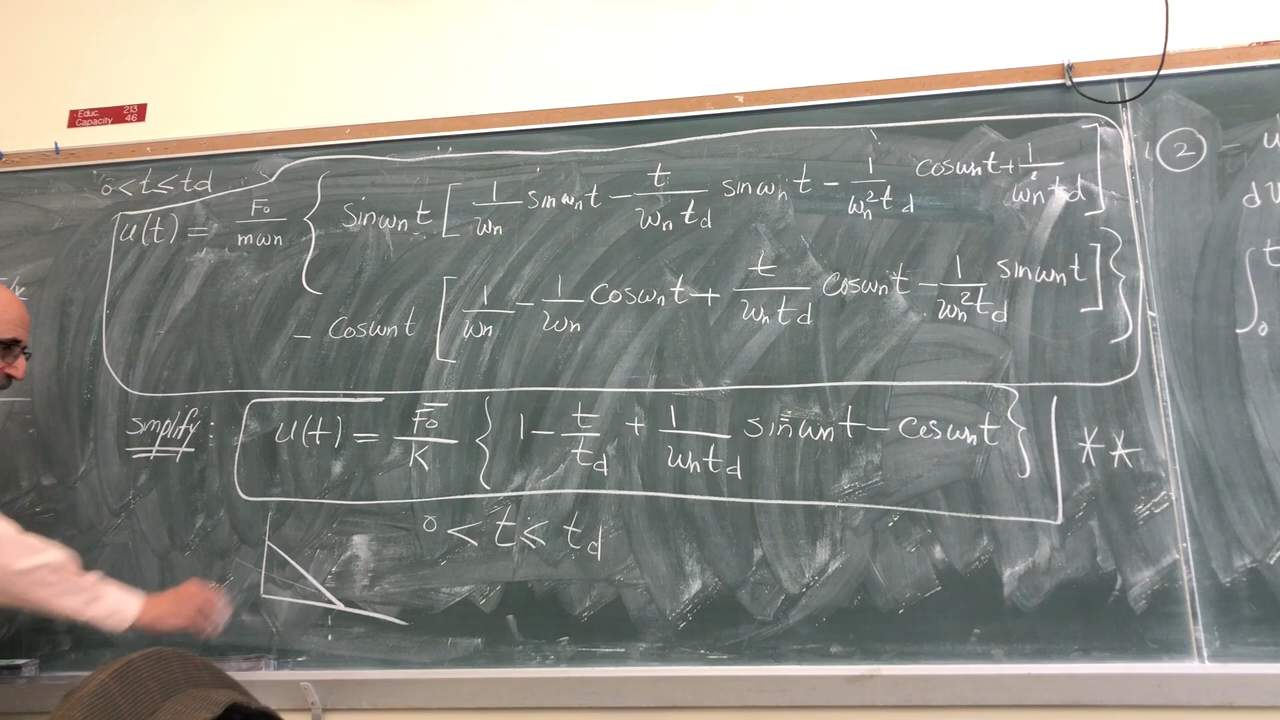 Educ. 213
Capacity 46
0<t≤td
u(t) = F₀/mωn { sinωnt [ 1/ωn sinωnt − t/ωntd sinωnt − 1/ωn²td cosωnt + 1/ωn²td ]
− cosωnt [ 1/ωn − 1/ωn cosωnt + t/ωntd cosωnt − 1/ωn²td sinωnt ] }
simplify: u(t) = F₀/K { 1 − t/td + 1/ωntd sinωnt − cosωnt } **
0 < t ≤ td
2
t
0